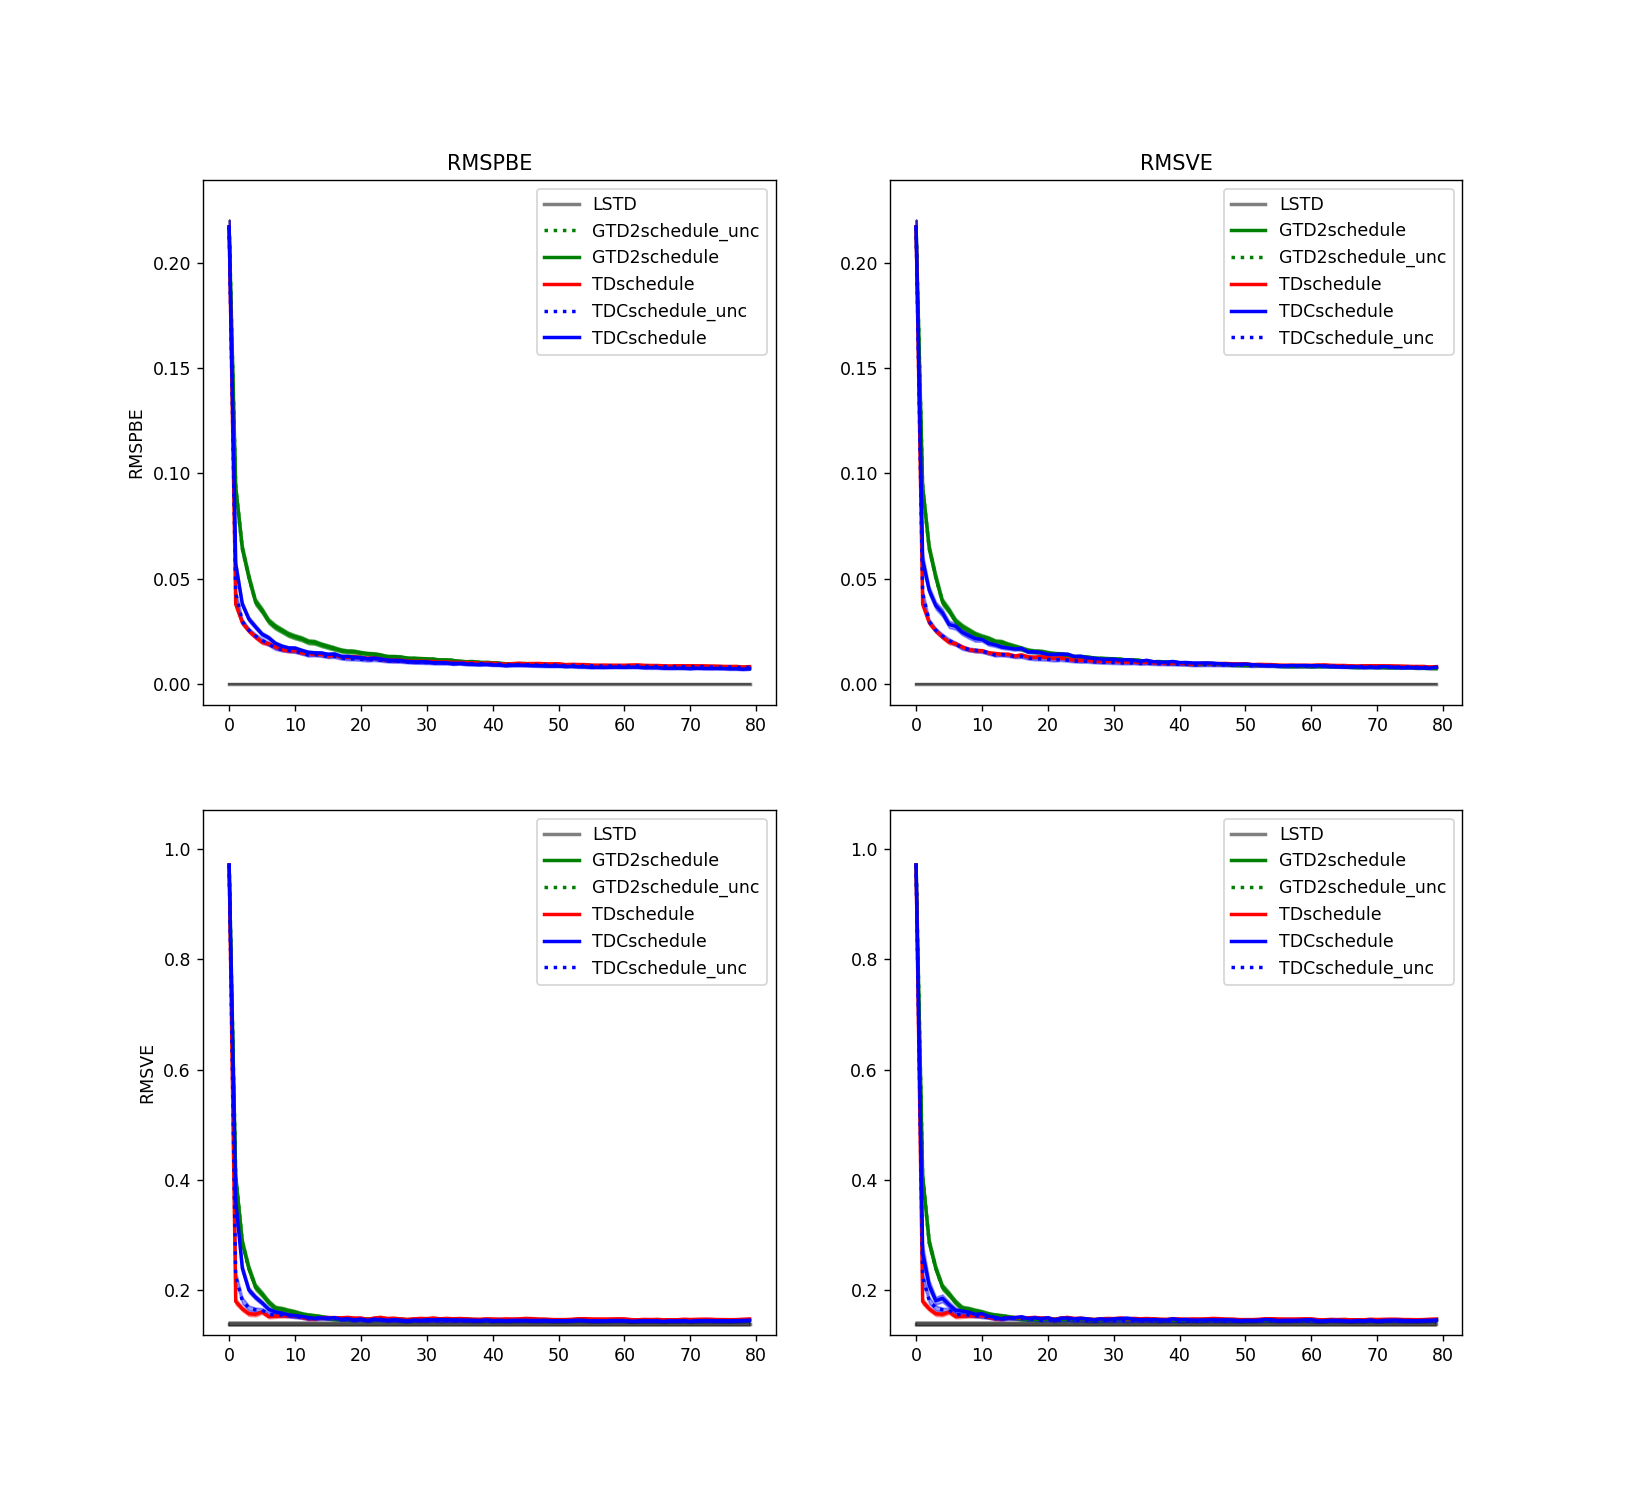 RMSPBE
RMSPBE
0.20
0.15
0.10
0.05
0.00
0 10 20 30 40 50 60 70 80
LSTD
GTD2schedule_unc
GTD2schedule
TDschedule
TDCschedule_unc
TDCschedule
RMSVE
0.20
0.15
0.10
0.05
0.00
0 10 20 30 40 50 60 70 80
LSTD
GTD2schedule
GTD2schedule_unc
TDschedule
TDCschedule
TDCschedule_unc
RMSVE
1.0
0.8
0.6
0.4
0.2
0 10 20 30 40 50 60 70 80
LSTD
GTD2schedule
GTD2schedule_unc
TDschedule
TDCschedule
TDCschedule_unc
1.0
0.8
0.6
0.4
0.2
0 10 20 30 40 50 60 70 80
LSTD
GTD2schedule
GTD2schedule_unc
TDschedule
TDCschedule
TDCschedule_unc